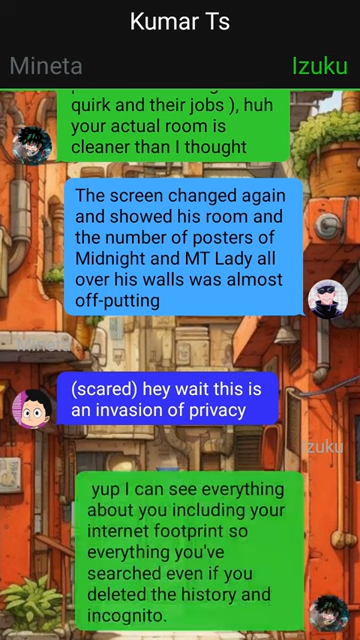 Kumar Ts
Mineta
Izuku
quirk and their jobs ), huh
your actual room is
cleaner than I thought
The screen changed again
and showed his room and
the number of posters of
Midnight and MT Lady all
over his walls was almost
off-putting
Mineta
(scared) hey wait this is
an invasion of privacy
zuku
yup I can see everything
about you including your
internet footprint so
everything you've
searched even if you
deleted the history and
incognito.